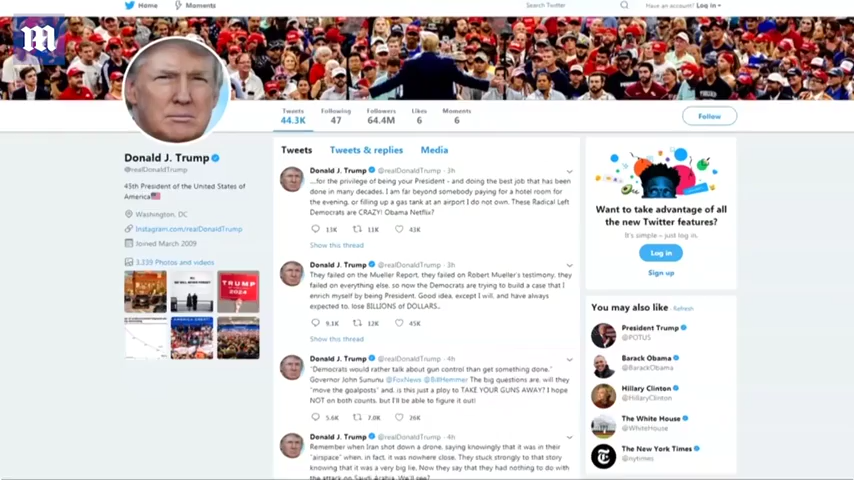 Home
Moments
Search Twitter
Have an account? Log in
m
Tweets
44.3K
Following
47
Followers
64.4M
Likes
6
Moments
6
Follow
Donald J. Trump
@realDonaldTrump
45th President of the United States of
America
Washington, DC
Instagram.com/realDonaldTrump
Joined March 2009
3,339 Photos and videos
TRUMP
Tweets
Tweets & replies
Media
Donald J. Trump @realDonaldTrump · 3h
....for the privilege of being your President - and doing the best job that has been
done in many decades. I am far beyond somebody paying for a hotel room for
the evening, or filling up a gas tank at an airport I do not own. These Radical Left
Democrats are CRAZY! Obama Netflix?
13K
11K
43K
Show this thread
Donald J. Trump @realDonaldTrump · 3h
They failed on the Mueller Report, they failed on Robert Mueller's testimony, they
failed on everything else, so now the Democrats are trying to build a case that I
enrich myself by being President. Good idea, except I will, and have always
expected to, lose BILLIONS of DOLLARS..
9.1K
12K
45K
Show this thread
Donald J. Trump @realDonaldTrump · 4h
"Democrats would rather talk about gun control than get something done."
Governor John Sununu @FoxNews @BillHemmer The big questions are, will they
"move the goalposts" and, is this just a ploy to TAKE YOUR GUNS AWAY? I hope
NOT on both counts, but I'll be able to figure it out!
5.6K
7.0K
26K
Donald J. Trump @realDonaldTrump · 4h
Remember when Iran shot down a drone, saying knowingly that it was in their
"airspace" when, in fact, it was nowhere close. They stuck strongly to that story
knowing that it was a very big lie. Now they say that they had nothing to do with
the attack on Saudi Arabia. We'll see?
Want to take advantage of all
the new Twitter features?
It's simple – just log in.
Log in
Sign up
You may also like
Refresh
President Trump
@POTUS
Barack Obama
@BarackObama
Hillary Clinton
@HillaryClinton
The White House
@WhiteHouse
The New York Times
@nytimes